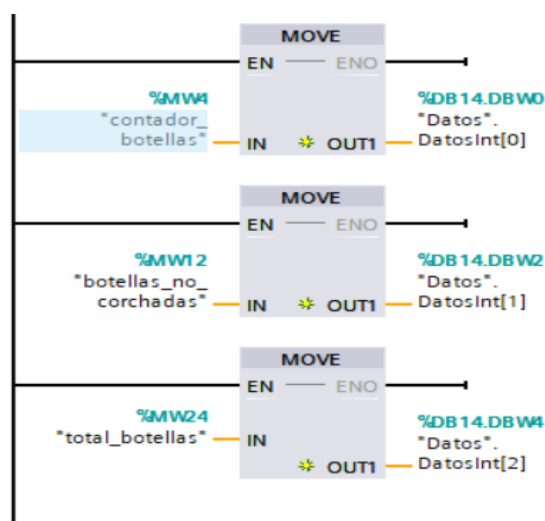 MOVE
EN ENO
%MW4
"contador_
botellas"
IN OUT1
%DB14.DBW0
"Datos".
DatosInt[0]
MOVE
EN ENO
%MW12
"botellas_no_
corchadas"
IN OUT1
%DB14.DBW2
"Datos".
DatosInt[1]
MOVE
EN ENO
%MW24
"total_botellas"
IN
OUT1
%DB14.DBW4
"Datos".
DatosInt[2]